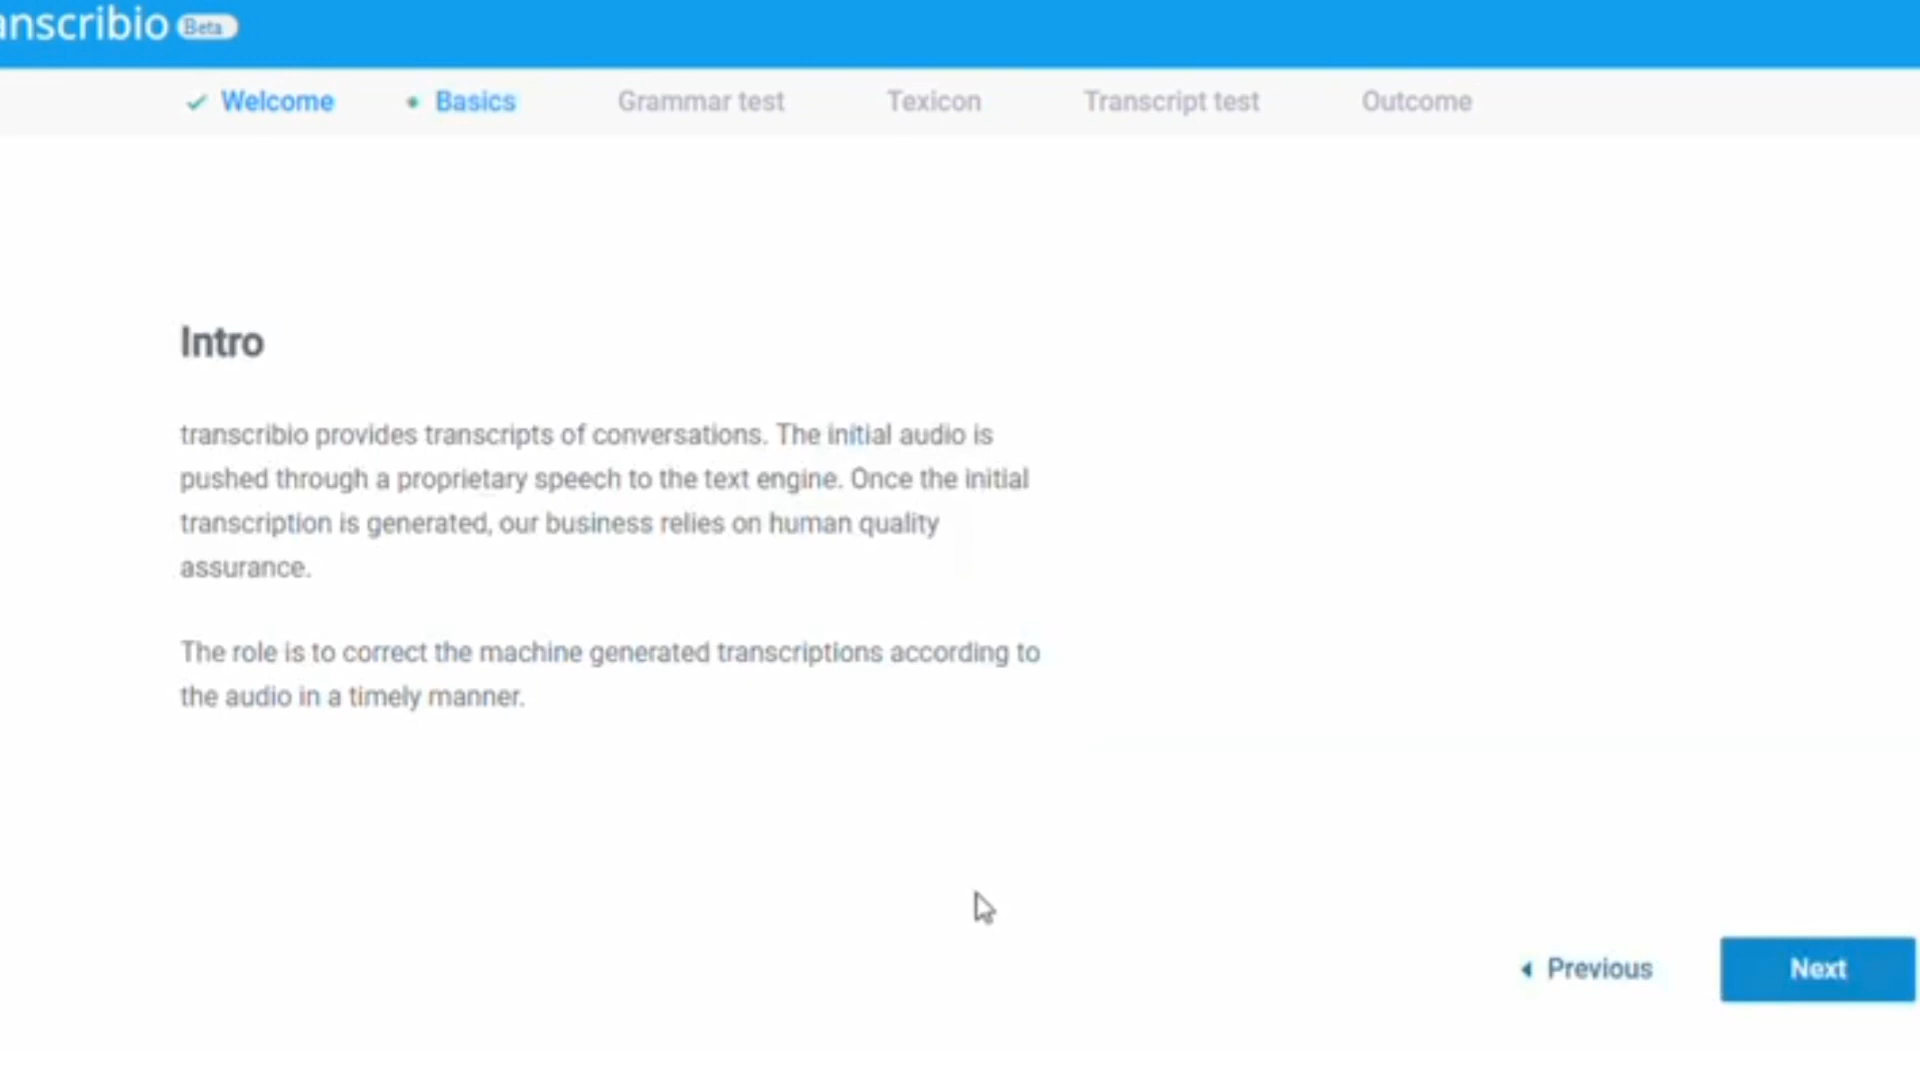 anscribio Beta
Welcome Basics Grammar test Texicon Transcript test Outcome
Intro
transcribio provides transcripts of conversations. The initial audio is
pushed through a proprietary speech to the text engine. Once the initial
transcription is generated, our business relies on human quality
assurance.
The role is to correct the machine generated transcriptions according to
the audio in a timely manner.
Previous Next